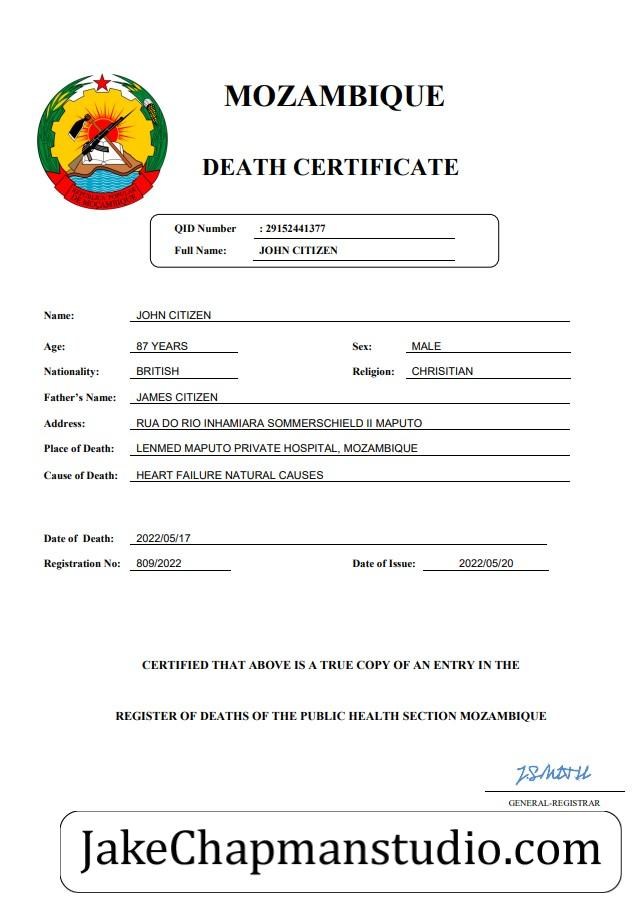 MOZAMBIQUE
DEATH CERTIFICATE
REPUBLICA POPULAR
DE MOÇAMBIQUE
QID Number : 29152441377
Full Name: JOHN CITIZEN
Name: JOHN CITIZEN
Age: 87 YEARS Sex: MALE
Nationality: BRITISH Religion: CHRISITIAN
Father's Name: JAMES CITIZEN
Address: RUA DO RIO INHAMIARA SOMMERSCHIELD II MAPUTO
Place of Death: LENMED MAPUTO PRIVATE HOSPITAL, MOZAMBIQUE
Cause of Death: HEART FAILURE NATURAL CAUSES
Date of Death: 2022/05/17
Registration No: 809/2022 Date of Issue: 2022/05/20
CERTIFIED THAT ABOVE IS A TRUE COPY OF AN ENTRY IN THE
REGISTER OF DEATHS OF THE PUBLIC HEALTH SECTION MOZAMBIQUE
GENERAL-REGISTRAR
JakeChapmanstudio.com